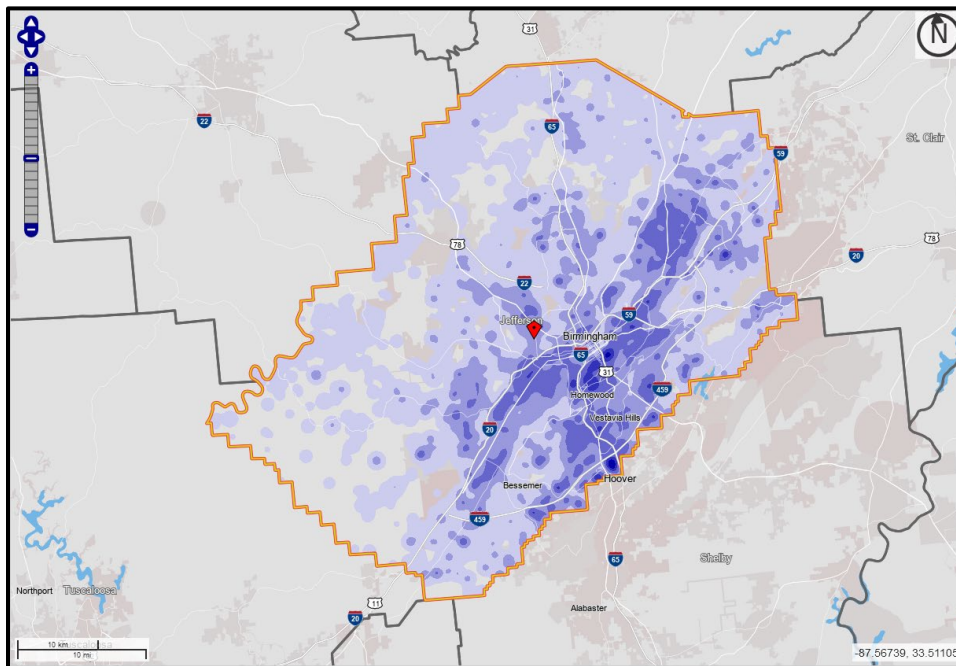 31
N
22
65
59
St. Clair
78
78
20
22
Jefferson
59
Birmingham
65
31
Homewood
459
Vestavia Hills
20
Bessemer
Hoover
459
65
Shelby
Northport
Tuscaloosa
11
Alabaster
20
10 km
10 mi
-87.56739, 33.51105